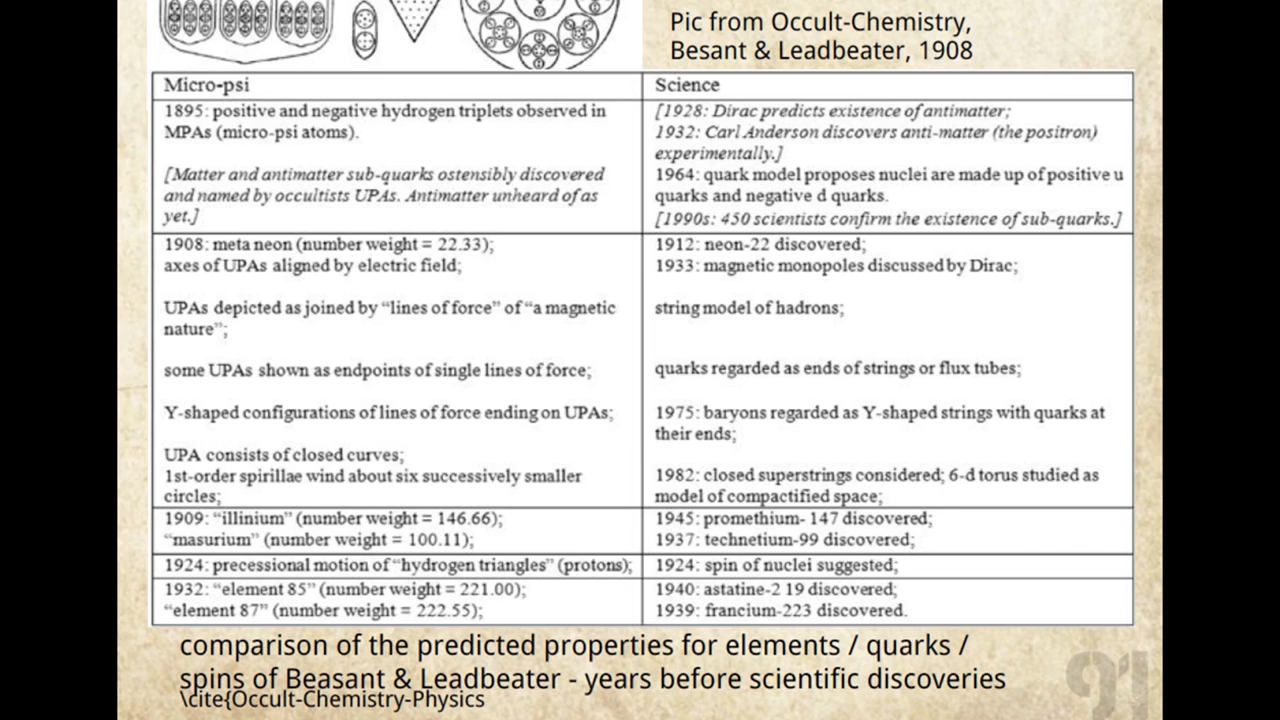 Pic from Occult-Chemistry,
Besant & Leadbeater, 1908
Micro-psi
Science
1895: positive and negative hydrogen triplets observed in
MPAs (micro-psi atoms).
[Matter and antimatter sub-quarks ostensibly discovered
and named by occultists UPAs. Antimatter unheard of as
yet.]
[1928: Dirac predicts existence of antimatter;
1932: Carl Anderson discovers anti-matter (the positron)
experimentally.]
1964: quark model proposes nuclei are made up of positive u
quarks and negative d quarks.
[1990s: 450 scientists confirm the existence of sub-quarks.]
1908: meta neon (number weight = 22.33);
axes of UPAs aligned by electric field;
UPAs depicted as joined by “lines of force” of “a magnetic
nature”;
some UPAs shown as endpoints of single lines of force;
Y-shaped configurations of lines of force ending on UPAs;
UPA consists of closed curves;
1st-order spirillae wind about six successively smaller
circles;
1912: neon-22 discovered;
1933: magnetic monopoles discussed by Dirac;
string model of hadrons;
quarks regarded as ends of strings or flux tubes;
1975: baryons regarded as Y-shaped strings with quarks at
their ends;
1982: closed superstrings considered; 6-d torus studied as
model of compactified space;
1909: “illinium” (number weight = 146.66);
“masurium” (number weight = 100.11);
1945: promethium- 147 discovered;
1937: technetium-99 discovered;
1924: precessional motion of “hydrogen triangles” (protons);
1924: spin of nuclei suggested;
1932: “element 85” (number weight = 221.00);
“element 87” (number weight = 222.55);
1940: astatine-2 19 discovered;
1939: francium-223 discovered.
comparison of the predicted properties for elements / quarks /
spins of Beasant & Leadbeater - years before scientific discoveries
\cite{Occult-Chemistry-Physics
91